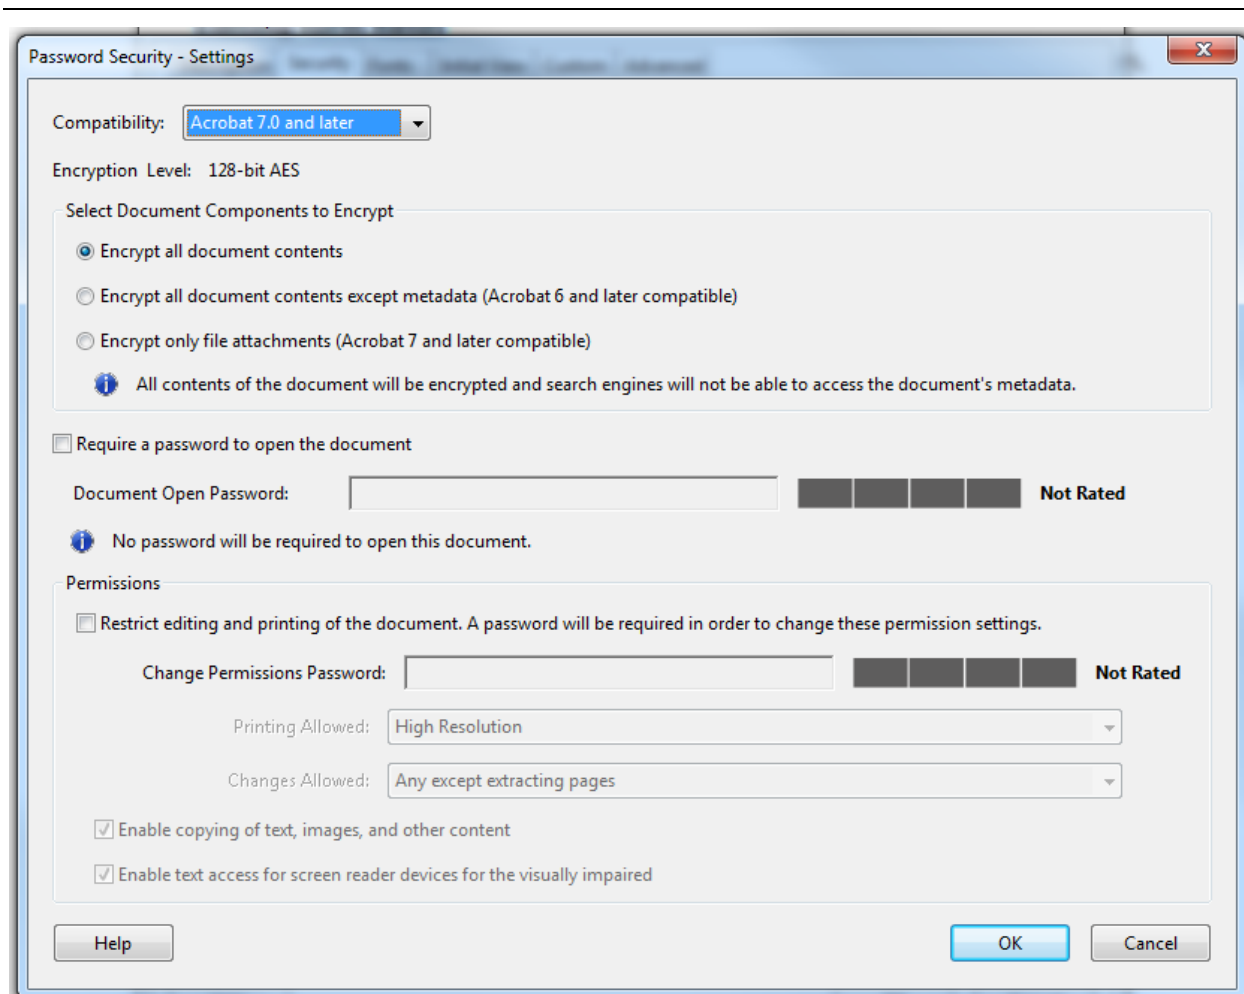 Password Security - Settings
Security
Initial View
Custom
Advanced
Compatibility: Acrobat 7.0 and later
Encryption Level: 128-bit AES
Select Document Components to Encrypt
Encrypt all document contents
Encrypt all document contents except metadata (Acrobat 6 and later compatible)
Encrypt only file attachments (Acrobat 7 and later compatible)
All contents of the document will be encrypted and search engines will not be able to access the document's metadata.
Require a password to open the document
Document Open Password: Not Rated
No password will be required to open this document.
Permissions
Restrict editing and printing of the document. A password will be required in order to change these permission settings.
Change Permissions Password: Not Rated
Printing Allowed: High Resolution
Changes Allowed: Any except extracting pages
Enable copying of text, images, and other content
Enable text access for screen reader devices for the visually impaired
Help OK Cancel